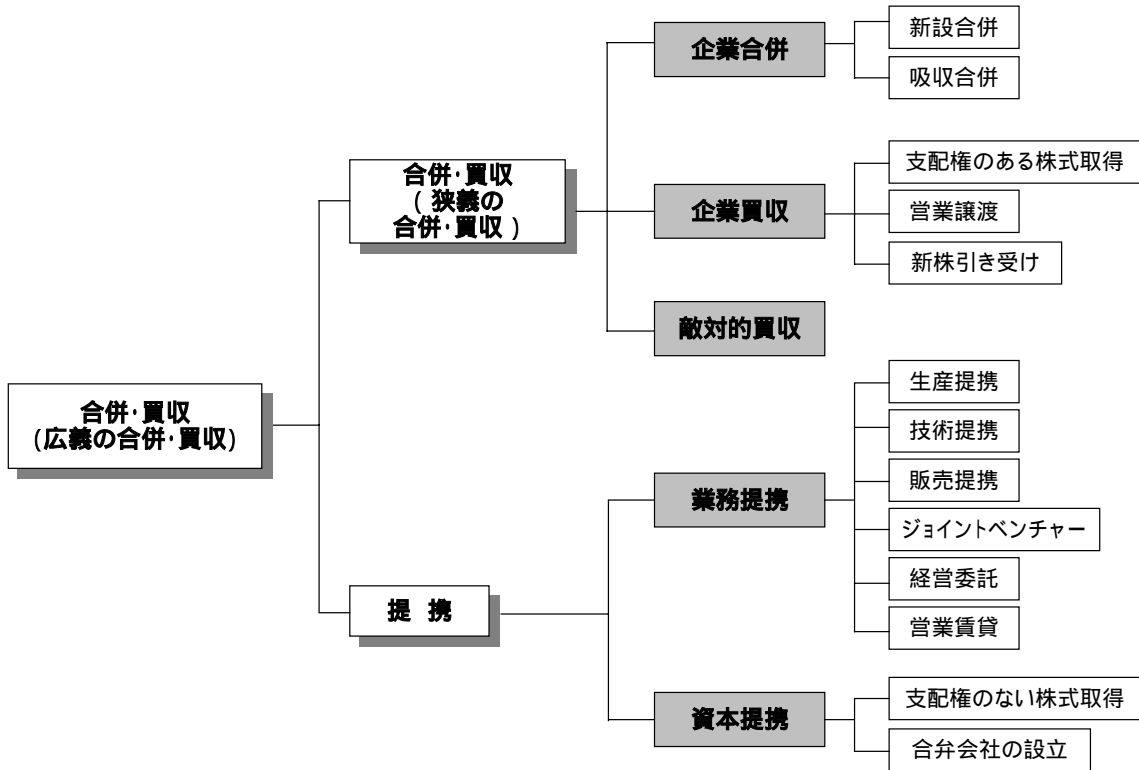 合併･買収
(広義の合併･買収)
合併･買収
( 狭義の
合併･買収 )
企業合併
新設合併
吸収合併
企業買収
支配権のある株式取得
営業譲渡
新株引き受け
敵対的買収
提 携
業務提携
生産提携
技術提携
販売提携
ジョイントベンチャー
経営委託
営業賃貸
資本提携
支配権のない株式取得
合弁会社の設立